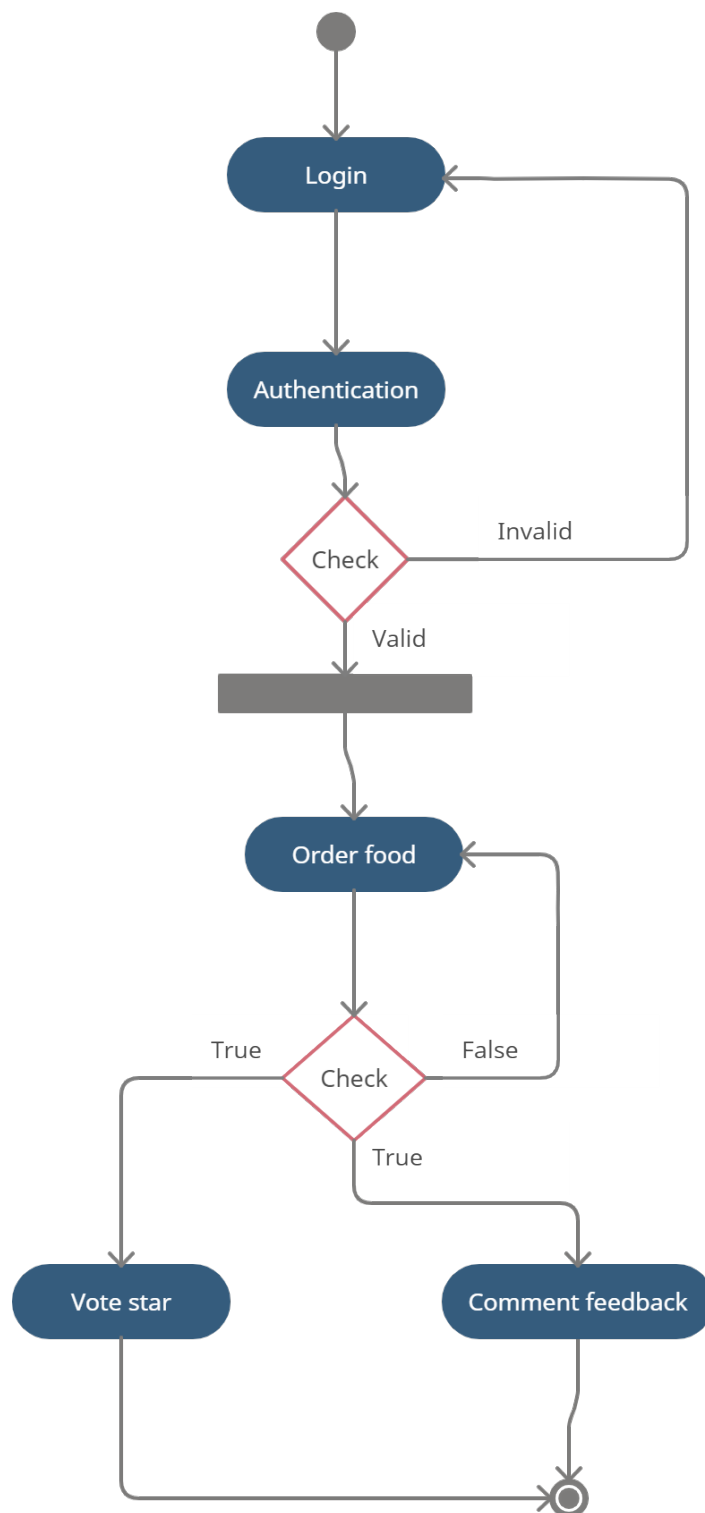 Login
Authentication
Check
Invalid
Valid
Order food
True
Check
False
True
Vote star
Comment feedback